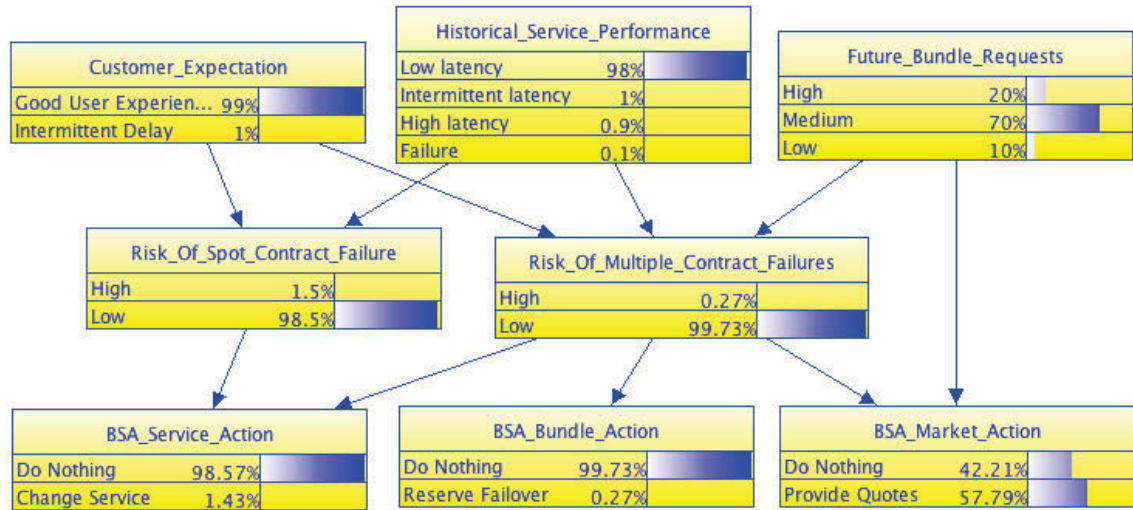 Customer_Expectation
Good User Experien... 99%
Intermittent Delay 1%
Historical_Service_Performance
Low latency 98%
Intermittent latency 1%
High latency 0.9%
Failure 0.1%
Future_Bundle_Requests
High 20%
Medium 70%
Low 10%
Risk_Of_Spot_Contract_Failure
High 1.5%
Low 98.5%
Risk_Of_Multiple_Contract_Failures
High 0.27%
Low 99.73%
BSA_Service_Action
Do Nothing 98.57%
Change Service 1.43%
BSA_Bundle_Action
Do Nothing 99.73%
Reserve Failover 0.27%
BSA_Market_Action
Do Nothing 42.21%
Provide Quotes 57.79%